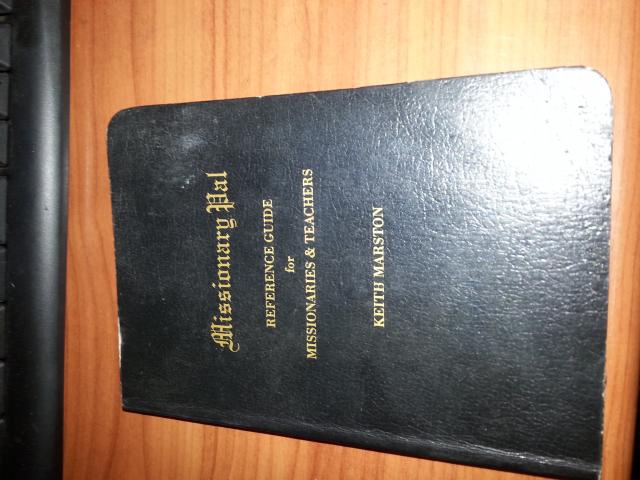 Missionary Pal
REFERENCE GUIDE
for
MISSIONARIES & TEACHERS
KEITH MARSTON